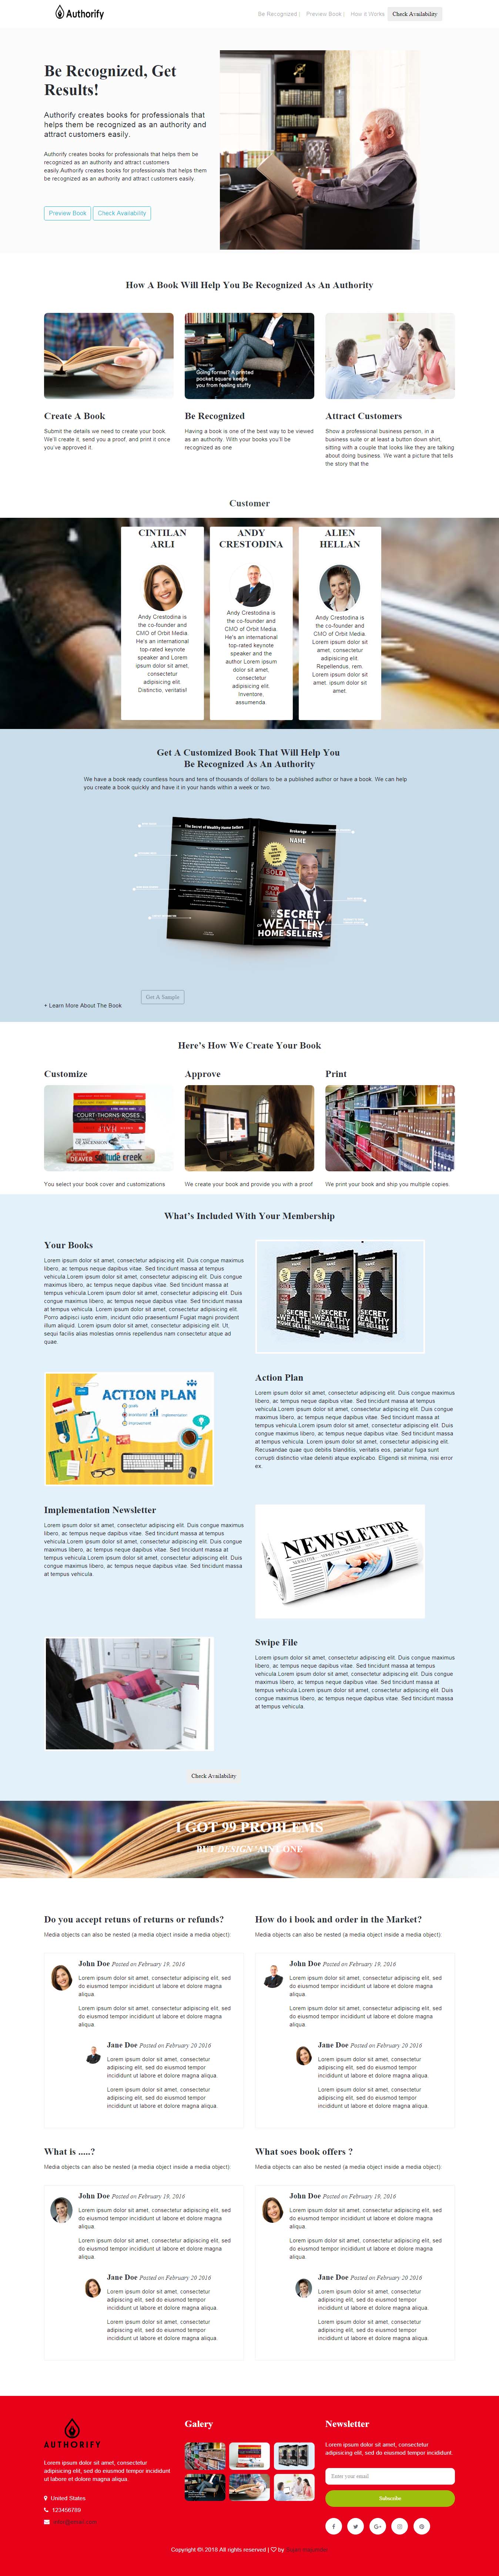 Authorify
Be Recognized |
Preview Book |
How it Works
Check Availability
Be Recognized, Get
Results!
Authorify creates books for professionals that
helps them be recognized as an authority and
attract customers easily.
Authorify creates books for professionals that helps them be
recognized as an authority and attract customers
easily.Authorify creates books for professionals that helps them
be recognized as an authority and attract customers easily.
Preview Book
Check Availability
How A Book Will Help You Be Recognized As An Authority
Going formal? A printed
pocket square keeps
you from feeling stuffy
Create A Book
Submit the details we need to create your book.
We'll create it, send you a proof, and print it once
you've approved it.
Be Recognized
Having a book is one of the best way to be viewed
as an authority. With your books you'll be
recognized as one
Attract Customers
Show a professional business person, in a
business suite or at least a button down shirt,
sitting with a couple that looks like they are talking
about doing business. We want a picture that tells
the story that the
Customer
CINTILAN
ARLI
Andy Crestodina is
the co-founder and
CMO of Orbit Media.
He's an international
top-rated keynote
speaker and Lorem
ipsum dolor sit amet,
consectetur
adipisicing elit.
Distinctio, veritatis!
ANDY
CRESTODINA
Andy Crestodina is
the co-founder and
CMO of Orbit Media.
He's an international
top-rated keynote
speaker and the
author Lorem ipsum
dolor sit amet,
consectetur
adipisicing elit.
Inventore,
assumenda.
ALIEN
HELLAN
Andy Crestodina is
the co-founder and
CMO of Orbit Media.
Lorem ipsum dolor sit
amet, consectetur
adipisicing elit.
Repellendus, rem.
Lorem ipsum dolor sit
amet. ipsum dolor sit
amet.
Get A Customized Book That Will Help You
Be Recognized As An Authority
We have a book ready countless hours and tens of thousands of dollars to be a published author or have a book. We can help
you create a book quickly and have it in your hands within a week or two.
The Secret of Wealthy Home Sellers
Brokerage
NAME
FOR
SOLD
SECRET
OF
WEALTHY
HOME SELLERS
Get A Sample
+ Learn More About The Book
Here's How We Create Your Book
Customize
Approve
Print
COURT·THORNS·ROSES
THE ASCENSION
DEAVER
solitude creek
You select your book cover and customizations
We create your book and provide you with a proof
We print your book and ship you multiple copies.
What's Included With Your Membership
Your Books
Lorem ipsum dolor sit amet, consectetur adipiscing elit. Duis congue maximus
libero, ac tempus neque dapibus vitae. Sed tincidunt massa at tempus
vehicula.Lorem ipsum dolor sit amet, consectetur adipiscing elit. Duis congue
maximus libero, ac tempus neque dapibus vitae. Sed tincidunt massa at
tempus vehicula.Lorem ipsum dolor sit amet, consectetur adipiscing elit. Duis
congue maximus libero, ac tempus neque dapibus vitae. Sed tincidunt massa
at tempus vehicula. Lorem ipsum dolor sit amet, consectetur adipisicing elit.
Porro adipisci iusto enim, incidunt odio praesentium! Fugiat magni provident
illum aliquid. Lorem ipsum dolor sit amet, consectetur adipisicing elit. Ut,
sequi facilis alias molestias omnis repellendus nam consectetur atque ad
quae.
SECRET
WEALTHY
ACTION PLAN
goals
benchmark
improvement
implementation
Action Plan
Lorem ipsum dolor sit amet, consectetur adipiscing elit. Duis congue maximus
libero, ac tempus neque dapibus vitae. Sed tincidunt massa at tempus
vehicula.Lorem ipsum dolor sit amet, consectetur adipiscing elit. Duis congue
maximus libero, ac tempus neque dapibus vitae. Sed tincidunt massa at
tempus vehicula.Lorem ipsum dolor sit amet, consectetur adipiscing elit. Duis
congue maximus libero, ac tempus neque dapibus vitae. Sed tincidunt massa
at tempus vehicula. Lorem ipsum dolor sit amet, consectetur adipisicing elit.
Recusandae quae quo debitis blanditiis, veritatis eos, pariatur fuga sunt
corrupti distinctio vitae deleniti atque explicabo. Eligendi sit minima, nisi error
ex.
Implementation Newsletter
Lorem ipsum dolor sit amet, consectetur adipiscing elit. Duis congue maximus
libero, ac tempus neque dapibus vitae. Sed tincidunt massa at tempus
vehicula.Lorem ipsum dolor sit amet, consectetur adipiscing elit. Duis congue
maximus libero, ac tempus neque dapibus vitae. Sed tincidunt massa at
tempus vehicula.Lorem ipsum dolor sit amet, consectetur adipiscing elit. Duis
congue maximus libero, ac tempus neque dapibus vitae. Sed tincidunt massa
at tempus vehicula.
NEWSLETTER
Swipe File
Lorem ipsum dolor sit amet, consectetur adipiscing elit. Duis congue maximus
libero, ac tempus neque dapibus vitae. Sed tincidunt massa at tempus
vehicula.Lorem ipsum dolor sit amet, consectetur adipiscing elit. Duis congue
maximus libero, ac tempus neque dapibus vitae. Sed tincidunt massa at
tempus vehicula.Lorem ipsum dolor sit amet, consectetur adipiscing elit. Duis
congue maximus libero, ac tempus neque dapibus vitae. Sed tincidunt massa
at tempus vehicula.
Check Availability
I GOT 99 PROBLEMS
BUT DESIGN AIN'T ONE
Do you accept retuns of returns or refunds?
Media objects can also be nested (a media object inside a media object):
John Doe Posted on February 19, 2016
Lorem ipsum dolor sit amet, consectetur adipiscing elit, sed
do eiusmod tempor incididunt ut labore et dolore magna
aliqua.
Lorem ipsum dolor sit amet, consectetur adipiscing elit, sed
do eiusmod tempor incididunt ut labore et dolore magna
aliqua.
Jane Doe Posted on February 20 2016
Lorem ipsum dolor sit amet, consectetur
adipiscing elit, sed do eiusmod tempor
incididunt ut labore et dolore magna aliqua.
Lorem ipsum dolor sit amet, consectetur
adipiscing elit, sed do eiusmod tempor
incididunt ut labore et dolore magna aliqua.
How do i book and order in the Market?
Media objects can also be nested (a media object inside a media object):
John Doe Posted on February 19, 2016
Lorem ipsum dolor sit amet, consectetur adipiscing elit, sed
do eiusmod tempor incididunt ut labore et dolore magna
aliqua.
Lorem ipsum dolor sit amet, consectetur adipiscing elit, sed
do eiusmod tempor incididunt ut labore et dolore magna
aliqua.
Jane Doe Posted on February 20 2016
Lorem ipsum dolor sit amet, consectetur
adipiscing elit, sed do eiusmod tempor
incididunt ut labore et dolore magna aliqua.
Lorem ipsum dolor sit amet, consectetur
adipiscing elit, sed do eiusmod tempor
incididunt ut labore et dolore magna aliqua.
What is .....?
Media objects can also be nested (a media object inside a media object):
John Doe Posted on February 19, 2016
Lorem ipsum dolor sit amet, consectetur adipiscing elit, sed
do eiusmod tempor incididunt ut labore et dolore magna
aliqua.
Lorem ipsum dolor sit amet, consectetur adipiscing elit, sed
do eiusmod tempor incididunt ut labore et dolore magna
aliqua.
Jane Doe Posted on February 20 2016
Lorem ipsum dolor sit amet, consectetur
adipiscing elit, sed do eiusmod tempor
incididunt ut labore et dolore magna aliqua.
Lorem ipsum dolor sit amet, consectetur
adipiscing elit, sed do eiusmod tempor
incididunt ut labore et dolore magna aliqua.
What soes book offers ?
Media objects can also be nested (a media object inside a media object):
John Doe Posted on February 19, 2016
Lorem ipsum dolor sit amet, consectetur adipiscing elit, sed
do eiusmod tempor incididunt ut labore et dolore magna
aliqua.
Lorem ipsum dolor sit amet, consectetur adipiscing elit, sed
do eiusmod tempor incididunt ut labore et dolore magna
aliqua.
Jane Doe Posted on February 20 2016
Lorem ipsum dolor sit amet, consectetur
adipiscing elit, sed do eiusmod tempor
incididunt ut labore et dolore magna aliqua.
Lorem ipsum dolor sit amet, consectetur
adipiscing elit, sed do eiusmod tempor
incididunt ut labore et dolore magna aliqua.
AUTHORIFY
Lorem ipsum dolor sit amet, consectetur
adipiscing elit, sed do eiusmod tempor incididunt
ut labore et dolore magna aliqua.
United States
123456789
Galery
Newsletter
Lorem ipsum dolor sit amet, consectetur
adipiscing elit, sed do eiusmod tempor incididunt.
Enter your email
Subscribe
Copyright ©\ 2018 All rights reserved | by